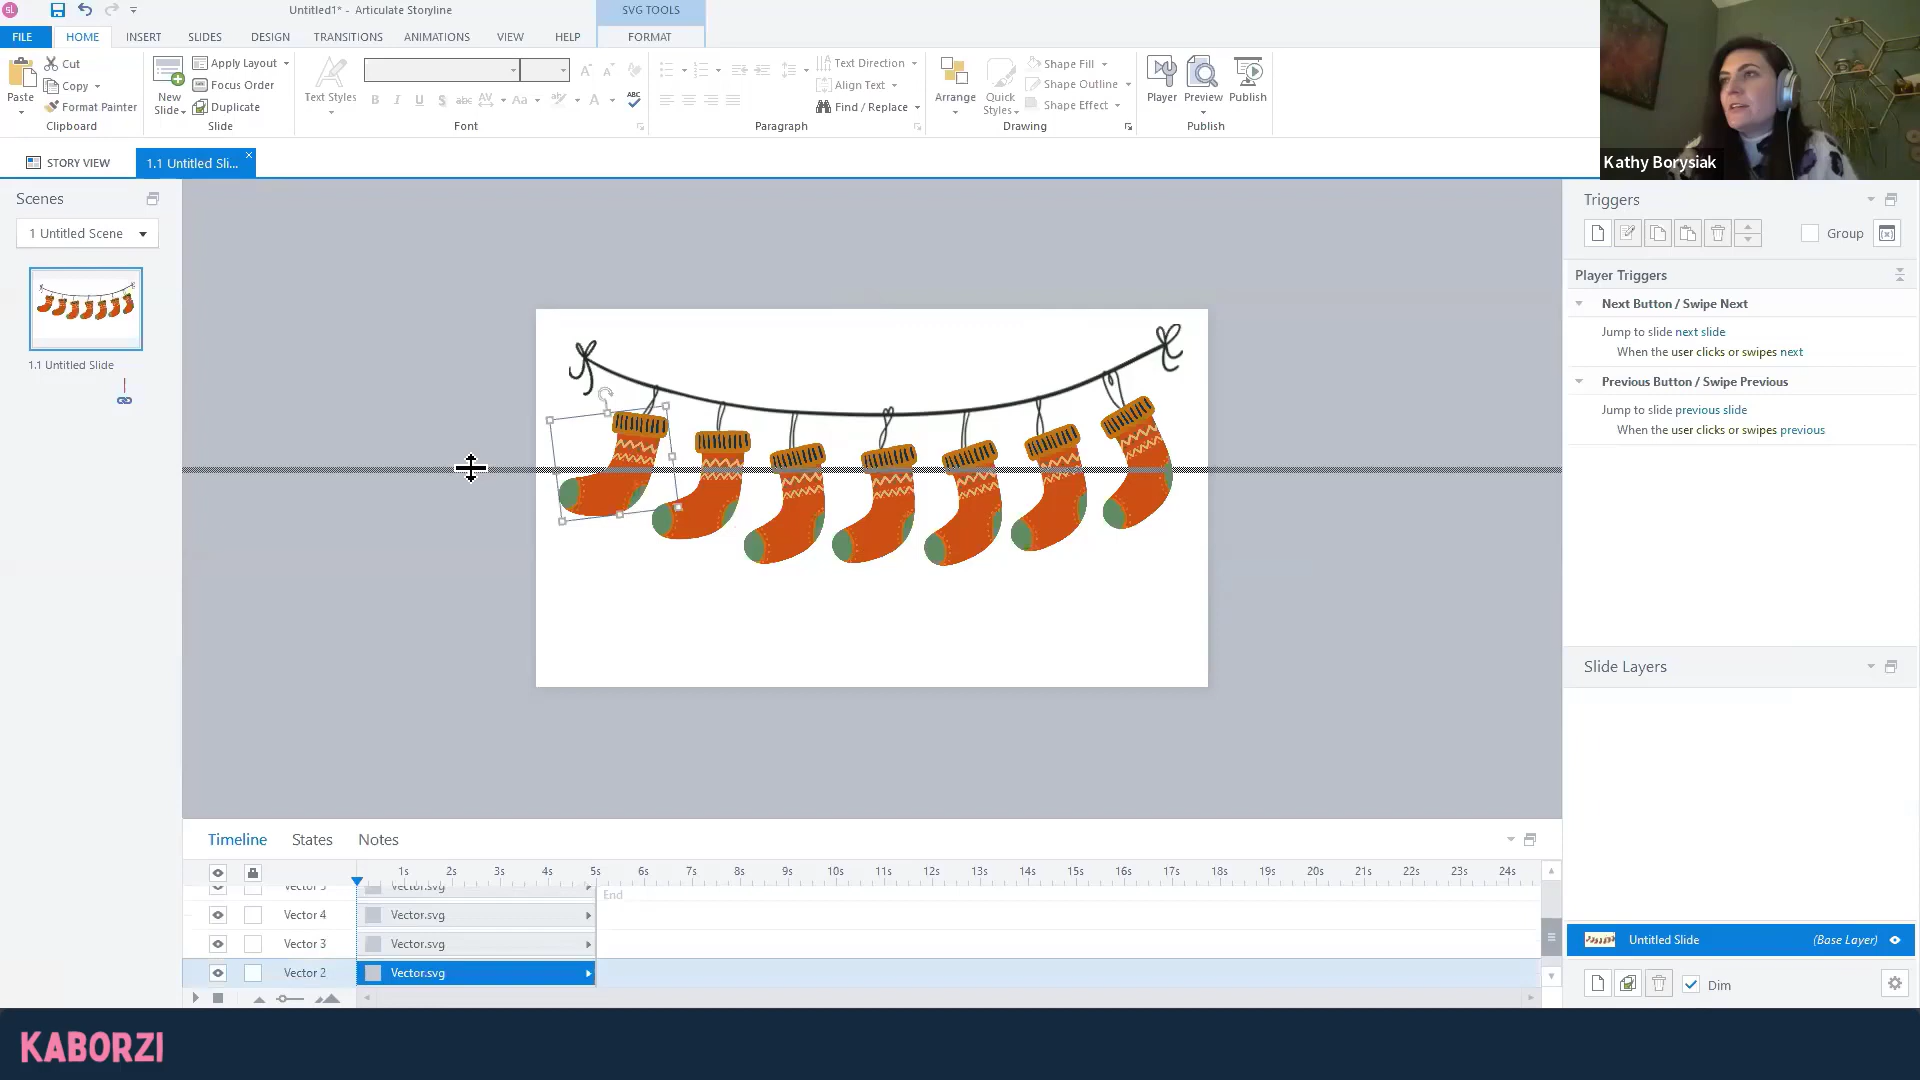 Untitled1* - Articulate Storyline
SVG TOOLS
FILE HOME INSERT SLIDES DESIGN TRANSITIONS ANIMATIONS VIEW HELP FORMAT
Paste
Cut
Copy
Format Painter
Clipboard
New Slide
Apply Layout
Focus Order
Duplicate
Slide
Text Styles
B I U S abc AV Aa A ABC
Font
Text Direction
Align Text
Find / Replace
Paragraph
Arrange
Quick Styles
Shape Fill
Shape Outline
Shape Effect
Drawing
Player
Preview
Publish
Publish
Kathy Borysiak
STORY VIEW
1.1 Untitled Sli...
Scenes
1 Untitled Scene
1.1 Untitled Slide
Triggers
Group
Player Triggers
Next Button / Swipe Next
Jump to slide next slide
When the user clicks or swipes next
Previous Button / Swipe Previous
Jump to slide previous slide
When the user clicks or swipes previous
Slide Layers
Untitled Slide (Base Layer)
Dim
Timeline States Notes
1s 2s 3s 4s 5s 6s 7s 8s 9s 10s 11s 12s 13s 14s 15s 16s 17s 18s 19s 20s 21s 22s 23s 24s
End
Vector 4 Vector.svg
Vector 3 Vector.svg
Vector 2 Vector.svg
KABORZI